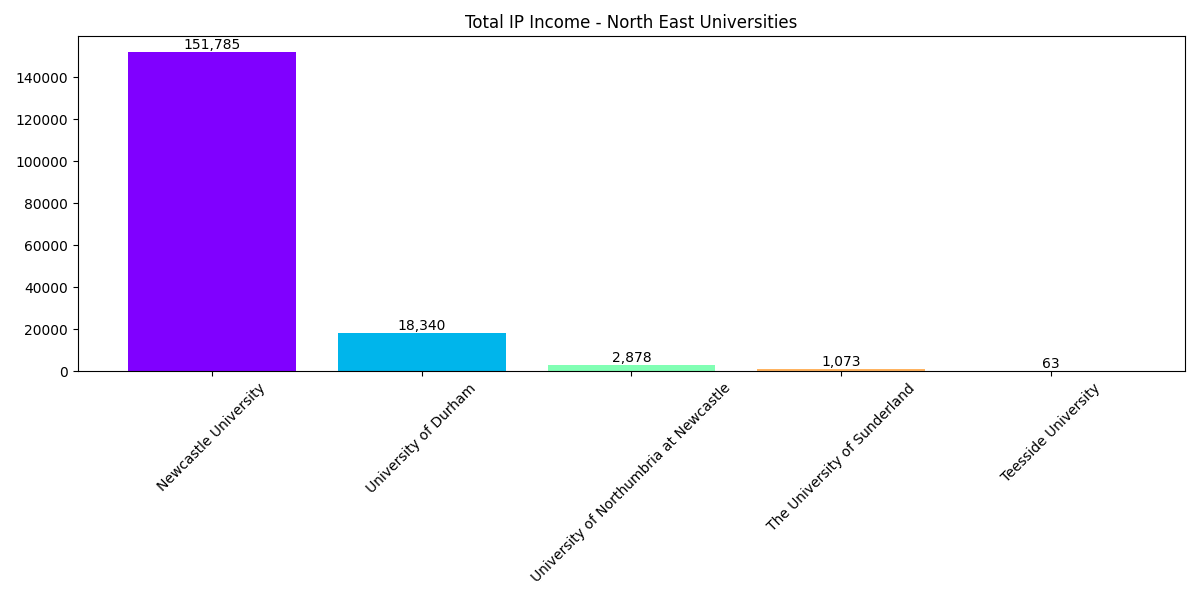 Total IP Income - North East Universities
151,785
18,340
2,878
1,073
63
140000
120000
100000
80000
60000
40000
20000
0
Newcastle University
University of Durham
University of Northumbria at Newcastle
The University of Sunderland
Teesside University